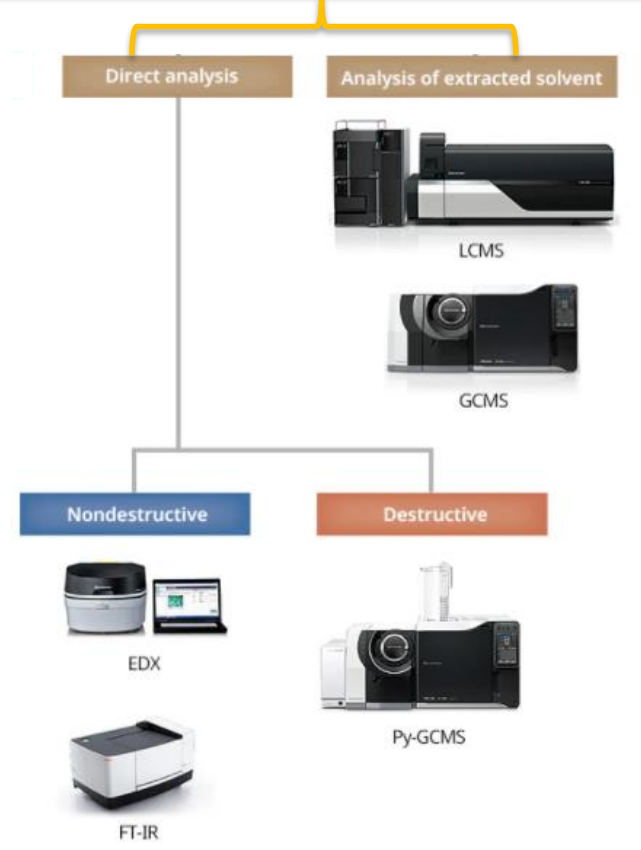 Direct analysis
Analysis of extracted solvent
LCMS
GCMS
Nondestructive
Destructive
EDX
Py-GCMS
FT-IR